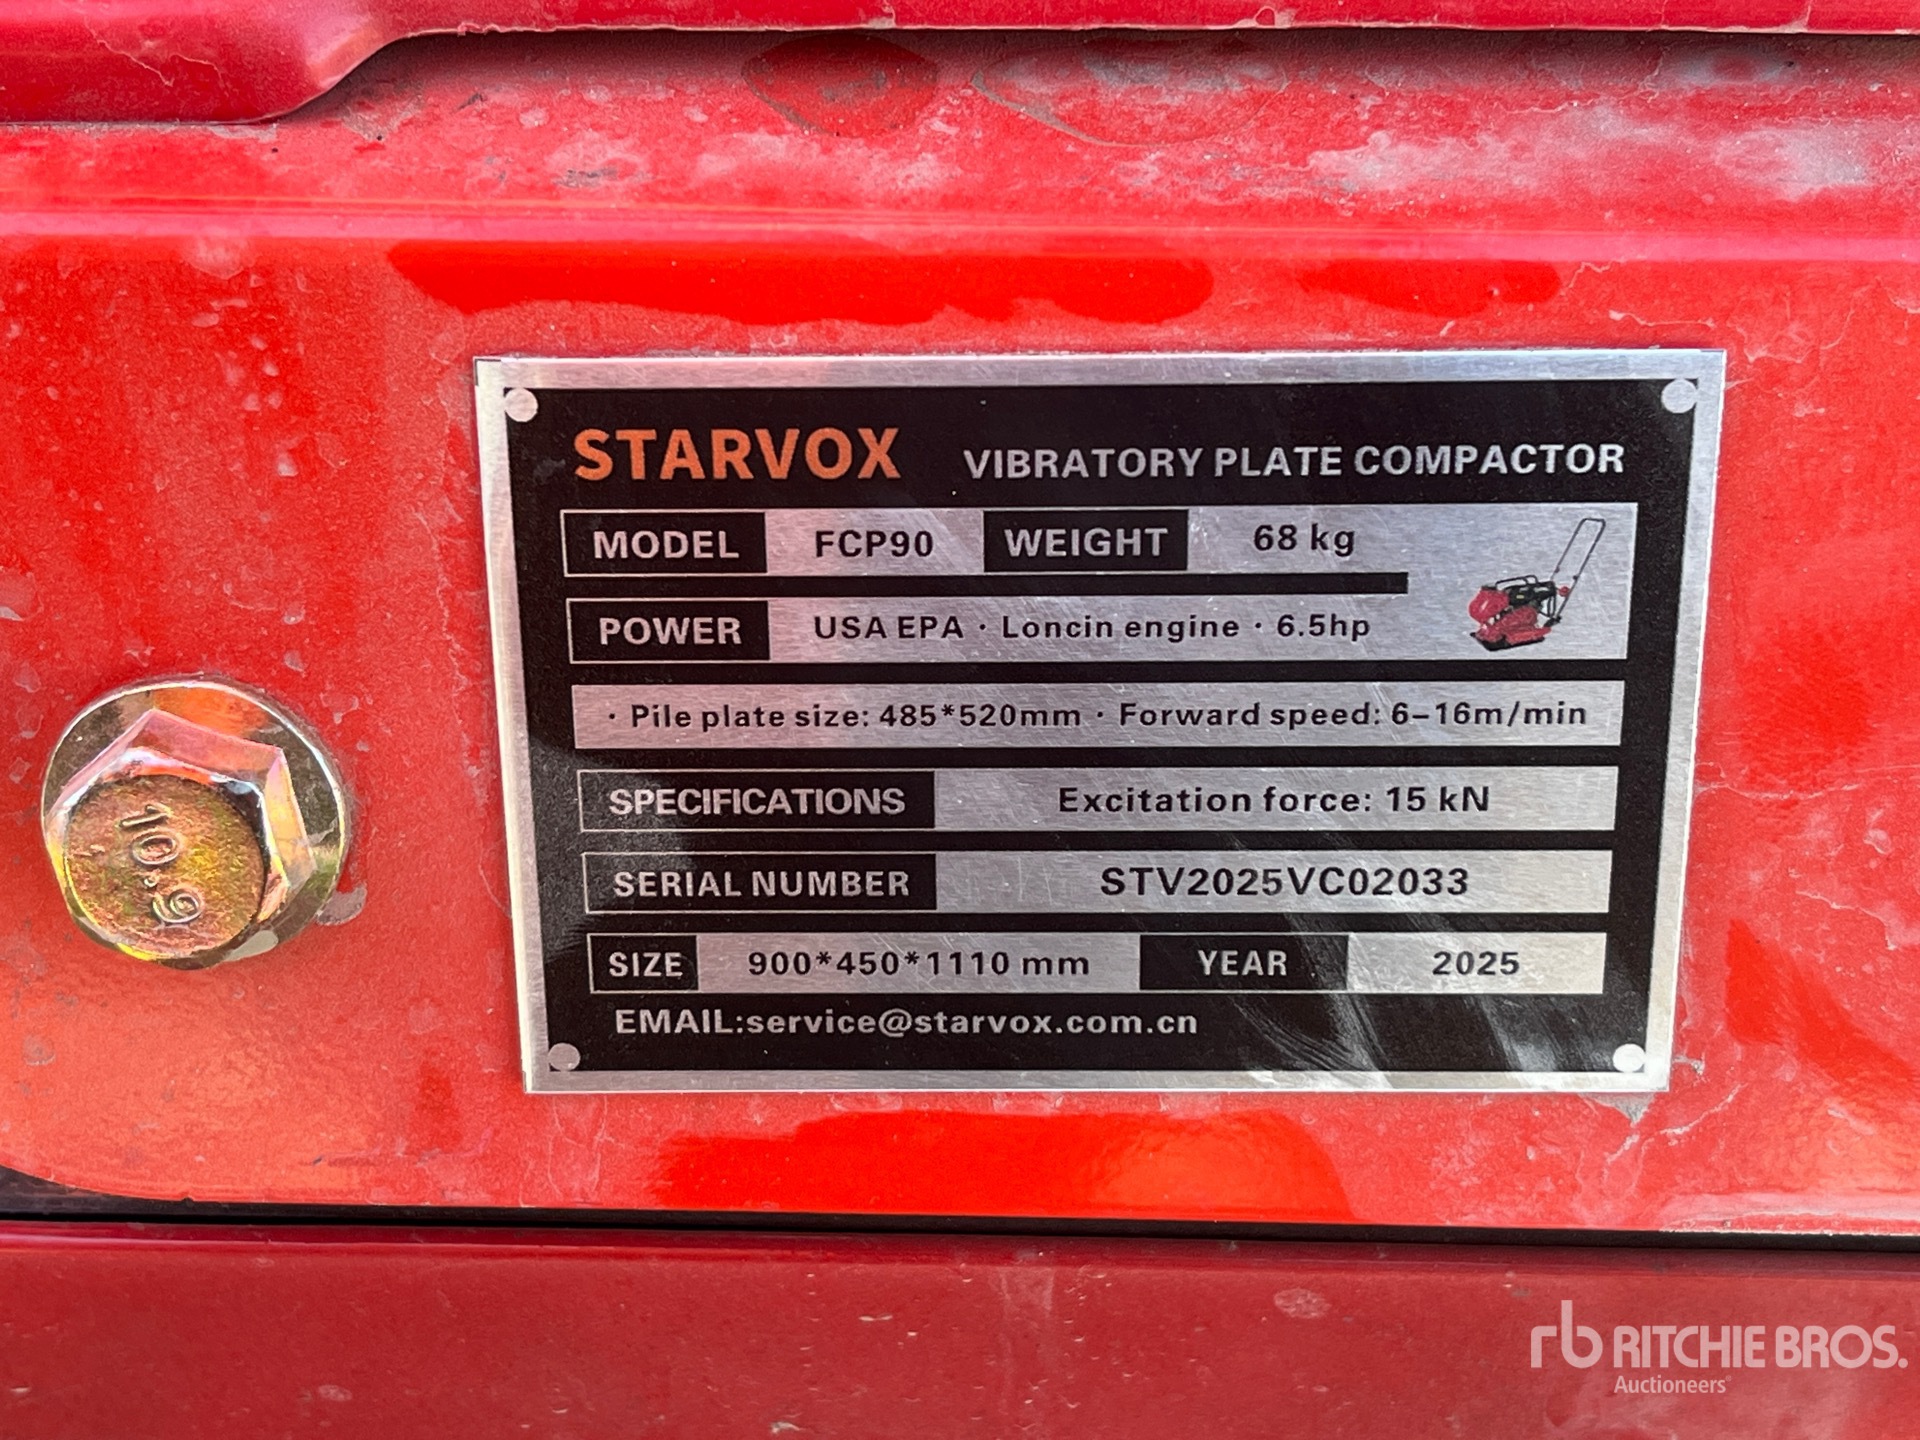 STARVOX VIBRATORY PLATE COMPACTOR
MODEL FCP90 WEIGHT 68 kg
POWER USA EPA · Loncin engine · 6.5hp
· Pile plate size: 485*520mm · Forward speed: 6–16m/min
SPECIFICATIONS Excitation force: 15 kN
SERIAL NUMBER STV2025VC02033
SIZE 900*450*1110 mm YEAR 2025
EMAIL:service@starvox.com.cn
10.9
rb RITCHIE BROS.
Auctioneers